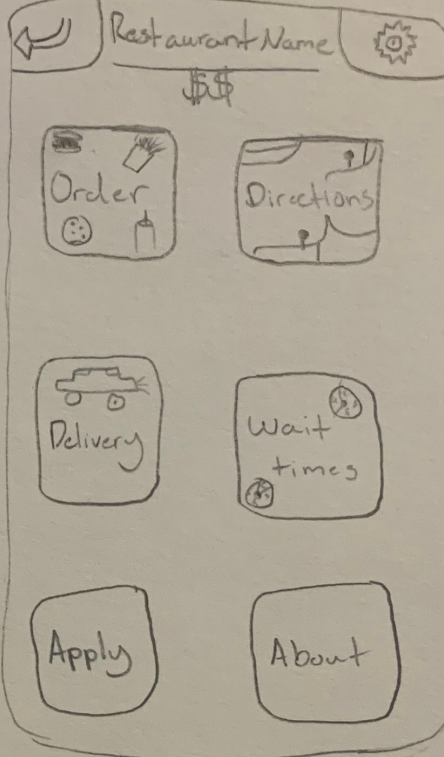 Restaurant Name
$$
Order
Directions
Delivery
Wait
times
Apply
About